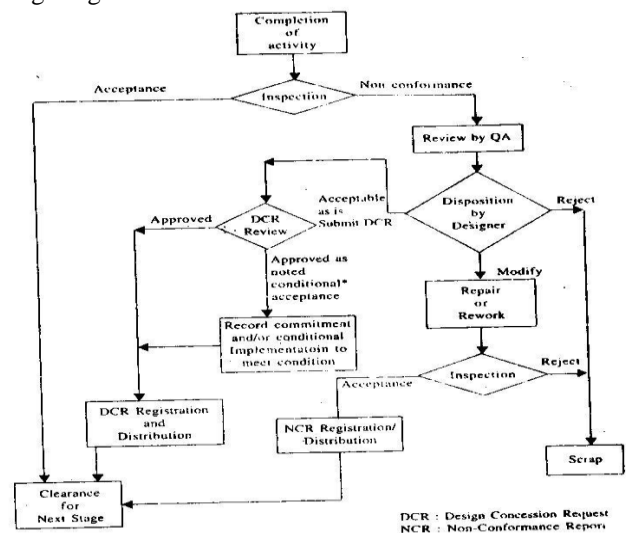 Completion
of
activity
Acceptance
Inspection
Non conformance
Review by QA
Acceptable
as is
Submit DCR
Disposition
by
Designer
Reject
Approved
DCR
Review
Approved as
noted
conditional*
acceptance
Modify
Repair
or
Rework
Record commitment
and/or conditional
Implementatoin to
meet condition
Inspection
Reject
Acceptance
DCR Registration
and
Distribution
NCR Registration/
Distribution
Scrap
Clearance
for
Next Stage
DCR : Design Concession Request
NCR : Non-Conformance Report